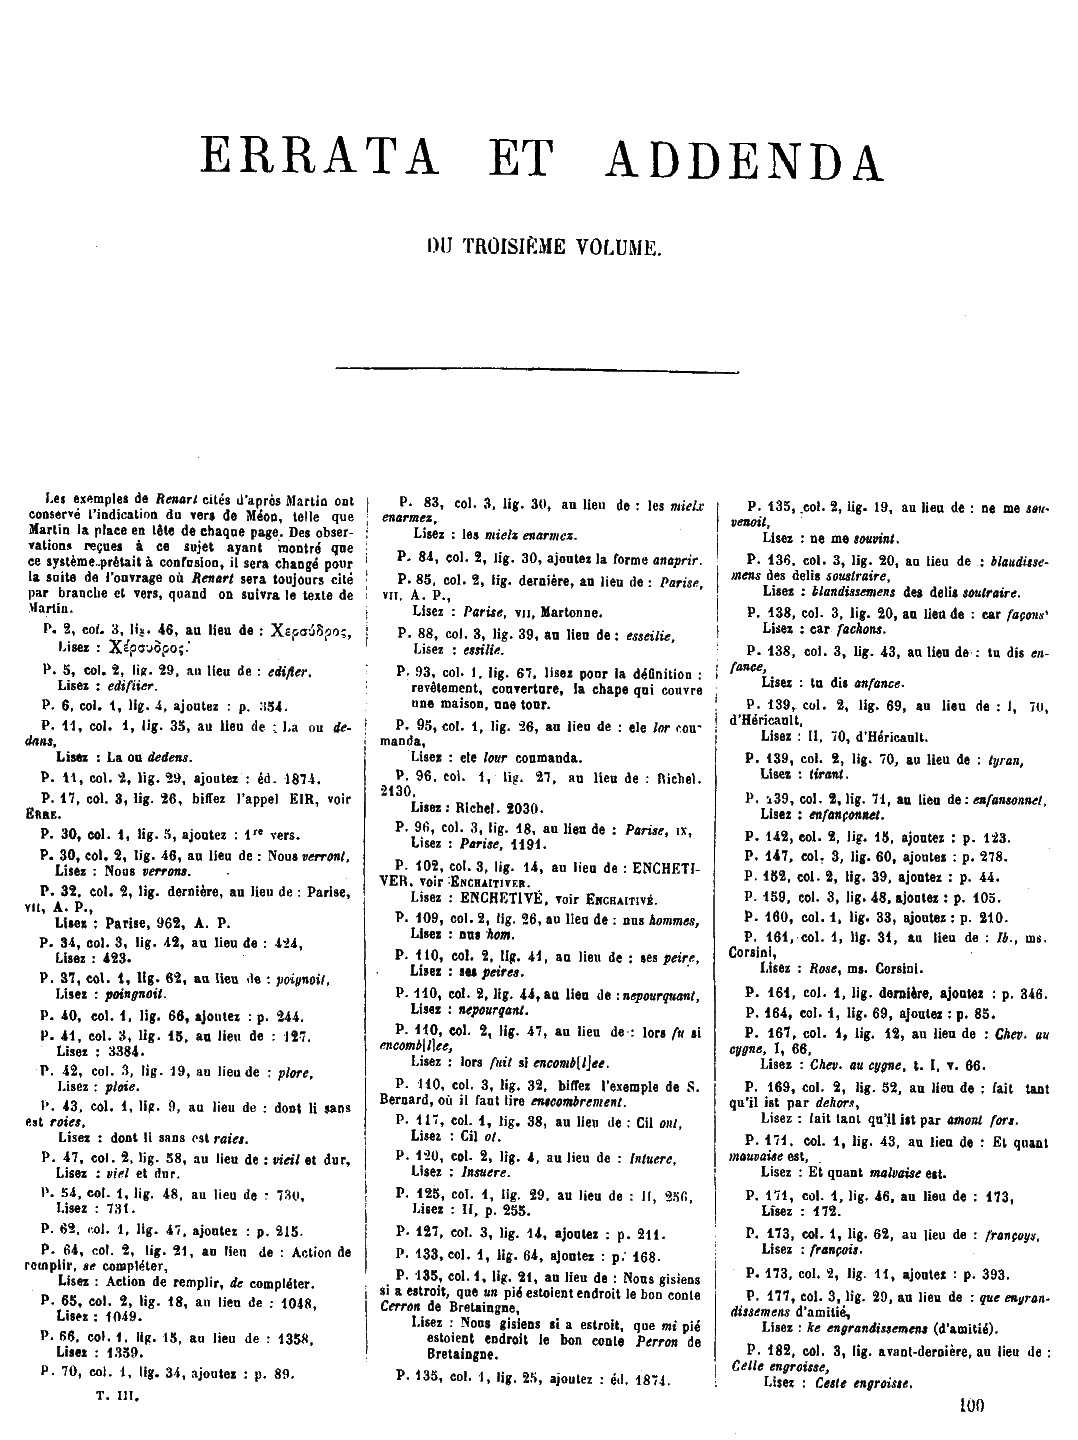 ERRATA ET ADDENDA
DU TROISIÈME VOLUME.
Les exemples de Renart cités d'après Martin ont
conservé l'indication du vers de Méon, telle que
Martin la place en tête de chaque page. Des obser-
vations reçues à ce sujet ayant montré que
ce système prêtait à confusion, il sera changé pour
la suite de l'ouvrage où Renart sera toujours cité
par branche et vers, quand on suivra le texte de
Martin.
P. 2, col. 3, lig. 46, au lieu de : Χερσύδρος,
Lisez : Χέρσυδρος.
P. 5, col. 2, lig. 29, au lieu de : edifier,
Lisez : edifiier.
P. 6, col. 1, lig. 4, ajoutez : p. 354.
P. 11, col. 1, lig. 35, au lieu de : La ou de-
dans,
Lisez : La ou dedens.
P. 11, col. 2, lig. 29, ajoutez : éd. 1874.
P. 17, col. 3, lig. 26, biffez l'appel EIR, voir
ERRE.
P. 30, col. 1, lig. 5, ajoutez : 1re vers.
P. 30, col. 2, lig. 46, au lieu de : Nous verront,
Lisez : Nous verrons.
P. 32, col. 2, lig. dernière, au lieu de : Parise,
VII, A. P.,
Lisez : Parise, 962, A. P.
P. 34, col. 3, lig. 42, au lieu de : 424,
Lisez : 423.
P. 37, col. 1, lig. 62, au lieu de : poignoit,
Lisez : poingnoit.
P. 40, col. 1, lig. 66, ajoutez : p. 244.
P. 41, col. 3, lig. 15, au lieu de : 127.
Lisez : 3384.
P. 42, col. 3, lig. 19, au lieu de : plore,
Lisez : ploie.
P. 43, col. 1, lig. 9, au lieu de : dont li sans
est roies,
Lisez : dont li sans est raies.
P. 47, col. 2, lig. 58, au lieu de : vieil et dur,
Lisez : viel et dur.
P. 54, col. 1, lig. 48, au lieu de : 730,
Lisez : 731.
P. 62, col. 1, lig. 47, ajoutez : p. 215.
P. 64, col. 2, lig. 21, au lieu de : Action de
remplir, se compléter,
Lisez : Action de remplir, de compléter.
P. 65, col. 2, lig. 18, au lieu de : 1048,
Lisez : 1049.
P. 66, col. 1, lig. 15, au lieu de : 1358,
Lisez : 1359.
P. 70, col. 1, lig. 34, ajoutez : p. 89.
T. III.
P. 83, col. 3, lig. 30, au lieu de : les mielx
enarmez,
Lisez : les mielz enarmez.
P. 84, col. 2, lig. 30, ajoutez la forme anaprir.
P. 85, col. 2, lig. dernière, au lieu de : Parise,
VII, A. P.,
Lisez : Parise, VII, Martonne.
P. 88, col. 3, lig. 39, au lieu de : esseilie,
Lisez : essilie.
P. 93, col. 1, lig. 67, lisez pour la définition :
revêtement, couverture, la chape qui couvre
une maison, une tour.
P. 95, col. 1, lig. 26, au lieu de : ele lor cou-
manda,
Lisez : ele lour coumanda.
P. 96, col. 1, lig. 27, au lieu de : Richel.
2130,
Lisez : Richel. 2030.
P. 96, col. 3, lig. 18, au lieu de : Parise, IX,
Lisez : Parise, 1191.
P. 102, col. 3, lig. 14, au lieu de : ENCHETI-
VER, voir ENCHAITIVER.
Lisez : ENCHETIVÉ, voir ENCHAITIVÉ.
P. 109, col. 2, lig. 26, au lieu de : nus hommes,
Lisez : nus hom.
P. 110, col. 2, lig. 41, au lieu de : ses peire,
Lisez : ses peires.
P. 110, col. 2, lig. 44, au lieu de : nepourquant,
Lisez : nepourqant.
P. 110, col. 2, lig. 47, au lieu de : lors fu si
encomb[l]ee,
Lisez : lors fuit si encomb[l]ee.
P. 110, col. 3, lig. 32, biffez l'exemple de S.
Bernard, où il faut lire enscombrement.
P. 117, col. 1, lig. 38, au lieu de : Cil ont,
Lisez : Cil ot.
P. 120, col. 2, lig. 4, au lieu de : Intuere,
Lisez : Insuere.
P. 125, col. 1, lig. 29, au lieu de : II, 256,
Lisez : II, p. 255.
P. 127, col. 3, lig. 14, ajoutez : p. 211.
P. 133, col. 1, lig. 64, ajoutez : p. 168.
P. 135, col. 1, lig. 21, au lieu de : Nous gisiens
si a estroit, que un pié estoient endroit le bon conte
Cerron de Bretaingne,
Lisez : Nous gisiens si a estroit, que mi pié
estoient endroit le bon conte Perron de
Bretaingne.
P. 135, col. 1, lig. 25, ajoutez : éd. 1874.
P. 135, col. 2, lig. 19, au lieu de : ne me sou-
venoit,
Lisez : ne me souvint.
P. 136, col. 3, lig. 20, au lieu de : blaudisse-
mens des delis soustraire,
Lisez : blandissemens des delis soutraire.
P. 138, col. 3, lig. 20, au lieu de : car façons
Lisez : car fachons.
P. 138, col. 3, lig. 43, au lieu de : tu dis en-
fance,
Lisez : tu dis anfance.
P. 139, col. 2, lig. 69, au lieu de : I, 70,
d'Héricault,
Lisez : II, 70, d'Héricault.
P. 139, col. 2, lig. 70, au lieu de : tyran,
Lisez : tirant.
P. 139, col. 2, lig. 71, au lieu de : enfansonnet,
Lisez : enfançonnet.
P. 142, col. 2, lig. 15, ajoutez : p. 123.
P. 147, col. 3, lig. 60, ajoutez : p. 278.
P. 152, col. 2, lig. 39, ajoutez : p. 44.
P. 159, col. 3, lig. 48, ajoutez : p. 105.
P. 160, col. 1, lig. 33, ajoutez : p. 210.
P. 161, col. 1, lig. 31, au lieu de : Ib., ms.
Corsini,
Lisez : Rose, ms. Corsini.
P. 161, col. 1, lig. dernière, ajoutez : p. 346.
P. 164, col. 1, lig. 69, ajoutez : p. 85.
P. 167, col. 1, lig. 12, au lieu de : Chev. au
cygne, I, 66,
Lisez : Chev. au cygne, t. I, v. 66.
P. 169, col. 2, lig. 52, au lieu de : fait tant
qu'il ist par dehors,
Lisez : fait tant qu'il ist par amont fors.
P. 171, col. 1, lig. 43, au lieu de : Et quant
mauvaise est,
Lisez : Et quant malvaise est.
P. 171, col. 1, lig. 46, au lieu de : 173,
Lisez : 172.
P. 173, col. 1, lig. 62, au lieu de : françoys,
Lisez : françois.
P. 173, col. 2, lig. 11, ajoutez : p. 393.
P. 177, col. 3, lig. 29, au lieu de : que engran-
dissemens d'amitié,
Lisez : ke engrandissemens (d'amitié).
P. 182, col. 3, lig. avant-dernière, au lieu de :
Celle engroisse,
Lisez : Ceste engroisse.
100